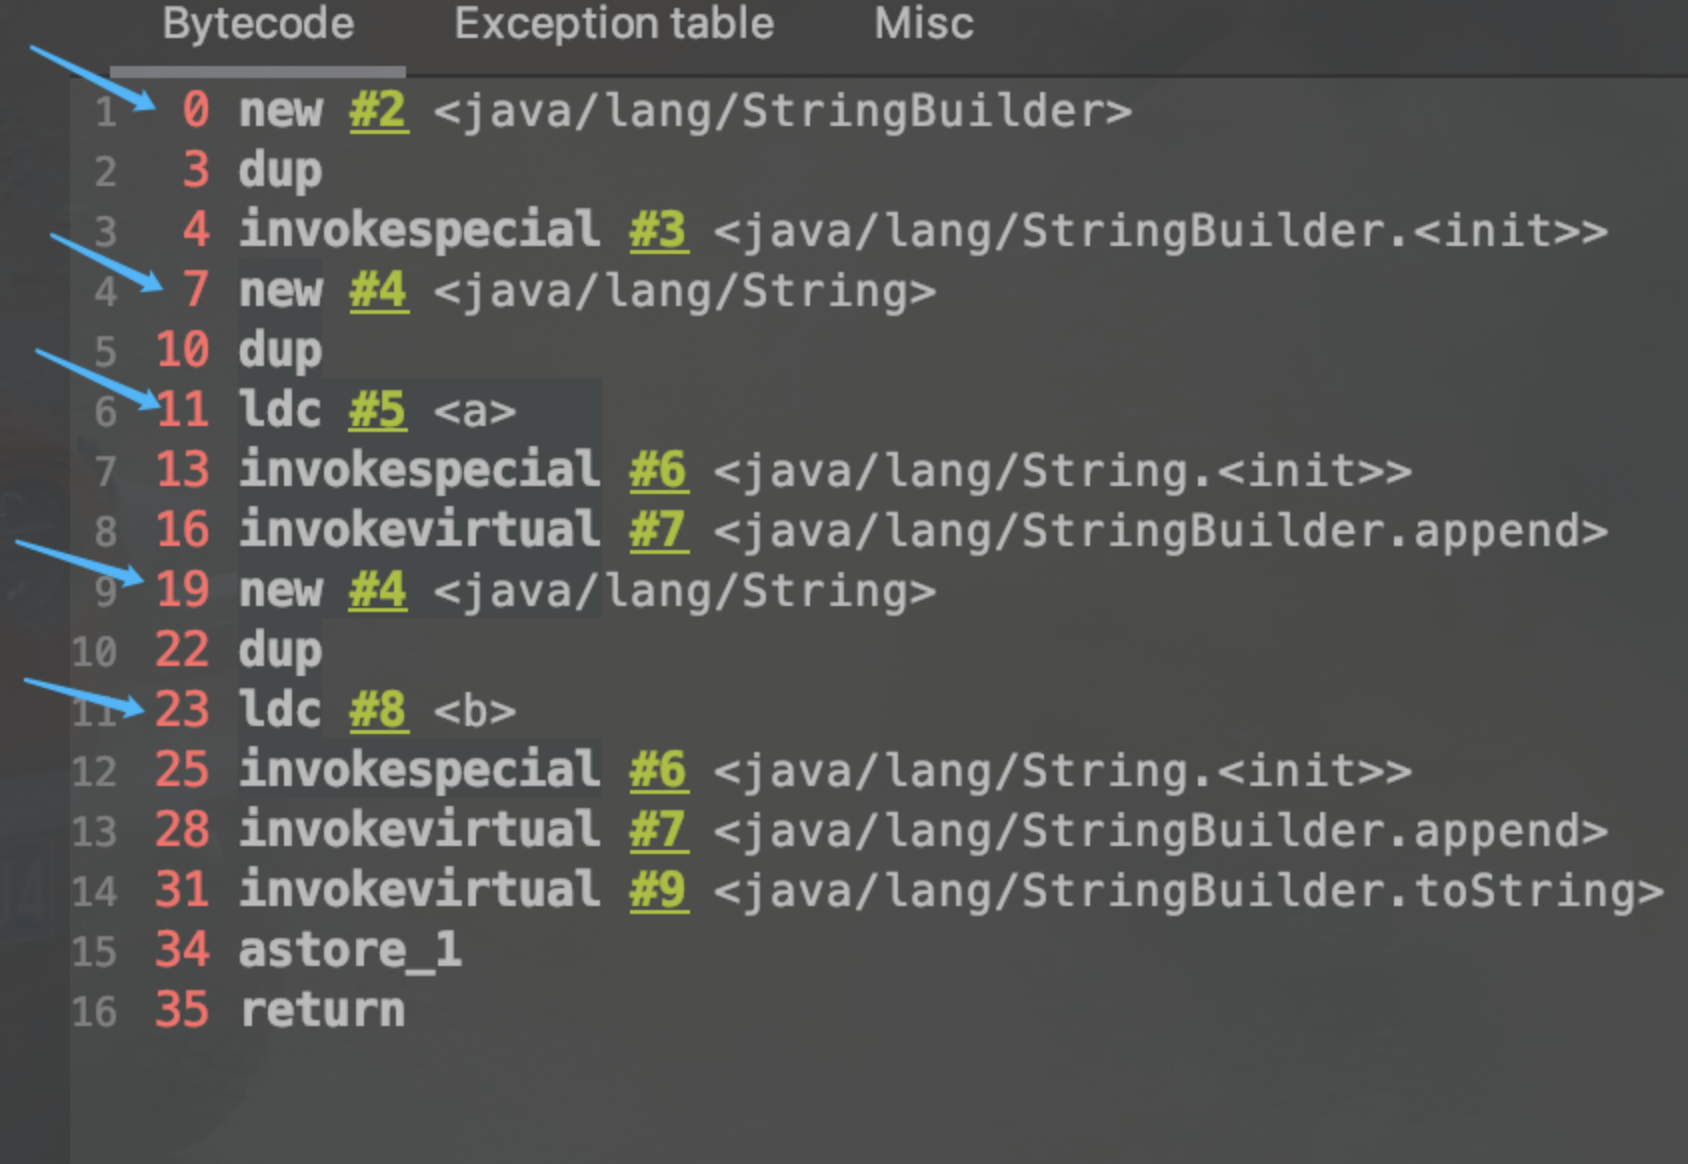 Bytecode Exception table Misc
1 0 new #2 <java/lang/StringBuilder>
2 3 dup
3 4 invokespecial #3 <java/lang/StringBuilder.<init>>
4 7 new #4 <java/lang/String>
5 10 dup
6 11 ldc #5 <a>
7 13 invokespecial #6 <java/lang/String.<init>>
8 16 invokevirtual #7 <java/lang/StringBuilder.append>
9 19 new #4 <java/lang/String>
10 22 dup
11 23 ldc #8 <b>
12 25 invokespecial #6 <java/lang/String.<init>>
13 28 invokevirtual #7 <java/lang/StringBuilder.append>
14 31 invokevirtual #9 <java/lang/StringBuilder.toString>
15 34 astore_1
16 35 return